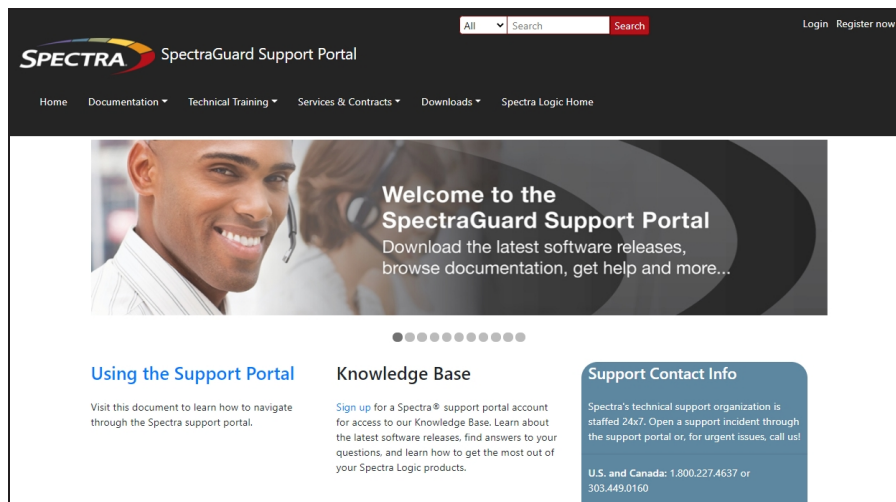 All
Search
Search
Login Register now
SPECTRA
SpectraGuard Support Portal
Home Documentation Technical Training Services & Contracts Downloads Spectra Logic Home
Welcome to the
SpectraGuard Support Portal
Download the latest software releases,
browse documentation, get help and more...
Using the Support Portal
Visit this document to learn how to navigate
through the Spectra support portal.
Knowledge Base
Sign up for a Spectra® support portal account
for access to our Knowledge Base. Learn about
the latest software releases, find answers to your
questions, and learn how to get the most out of
your Spectra Logic products.
Support Contact Info
Spectra's technical support organization is
staffed 24x7. Open a support incident through
the support portal or, for urgent issues, call us!
U.S. and Canada: 1.800.227.4637 or
303.449.0160